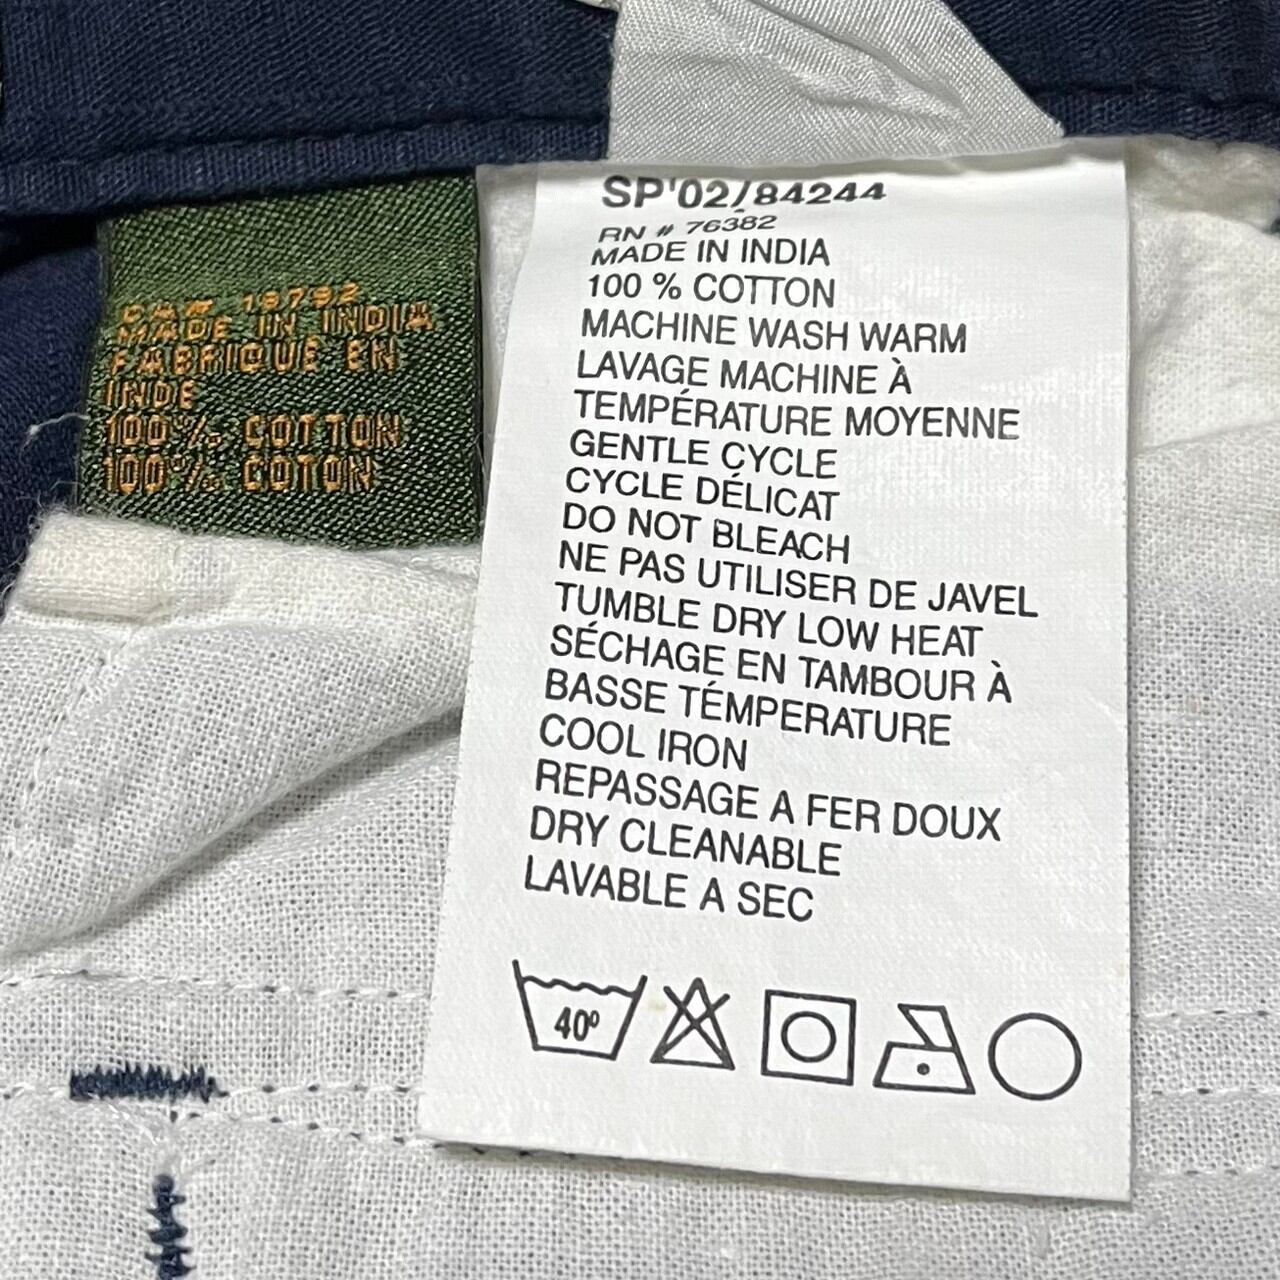 CA# 18792
MADE IN INDIA
FABRIQUE EN
INDE
100% COTTON
100% COTON
SP'02/84244
RN # 76382
MADE IN INDIA
100 % COTTON
MACHINE WASH WARM
LAVAGE MACHINE À
TEMPÉRATURE MOYENNE
GENTLE CYCLE
CYCLE DÉLICAT
DO NOT BLEACH
NE PAS UTILISER DE JAVEL
TUMBLE DRY LOW HEAT
SÉCHAGE EN TAMBOUR À
BASSE TÉMPERATURE
COOL IRON
REPASSAGE A FER DOUX
DRY CLEANABLE
LAVABLE A SEC
40º